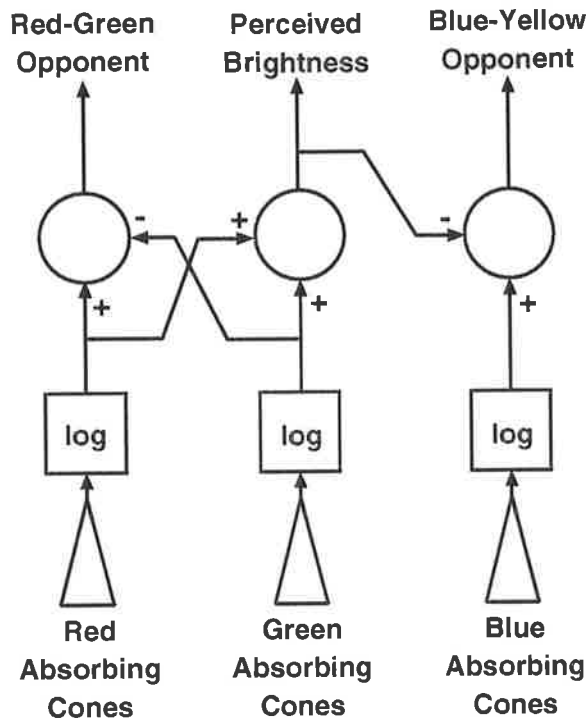 Red-Green
Opponent
Perceived
Brightness
Blue-Yellow
Opponent
-
+
-
+
+
+
log
log
log
Red
Absorbing
Cones
Green
Absorbing
Cones
Blue
Absorbing
Cones